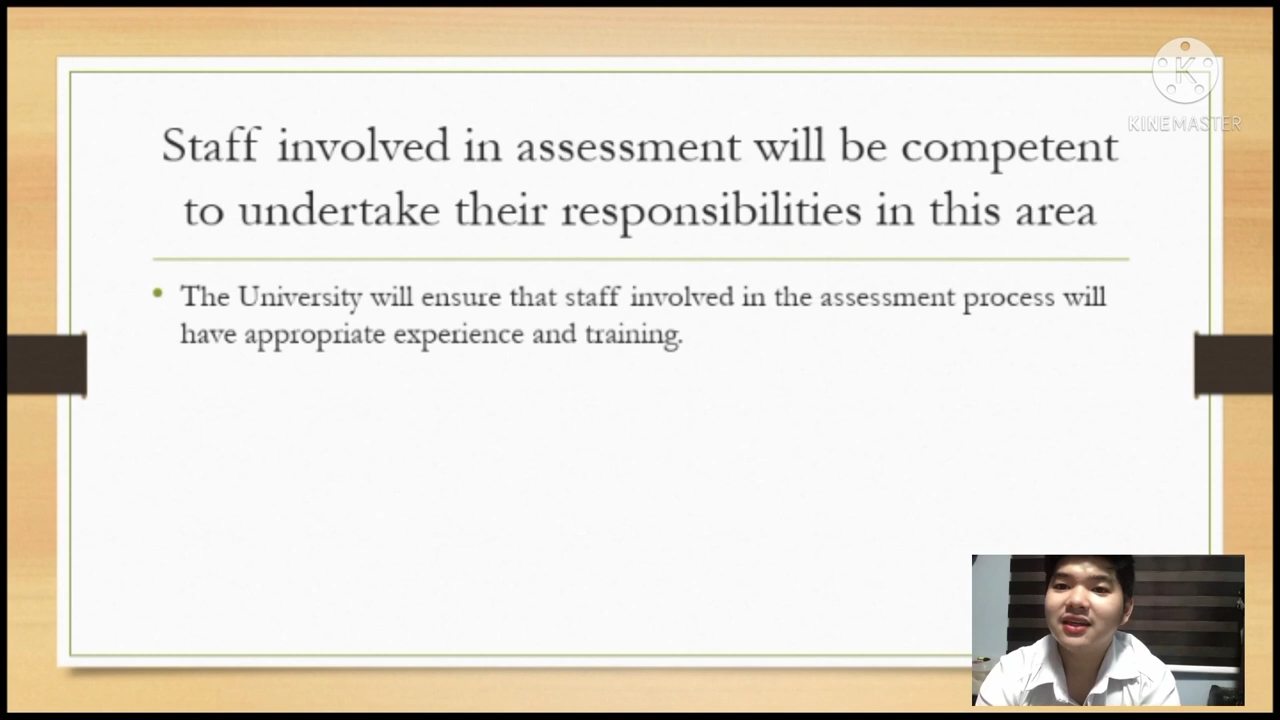 K
KINEMASTER
Staff involved in assessment will be competent
to undertake their responsibilities in this area
• The University will ensure that staff involved in the assessment process will
have appropriate experience and training.